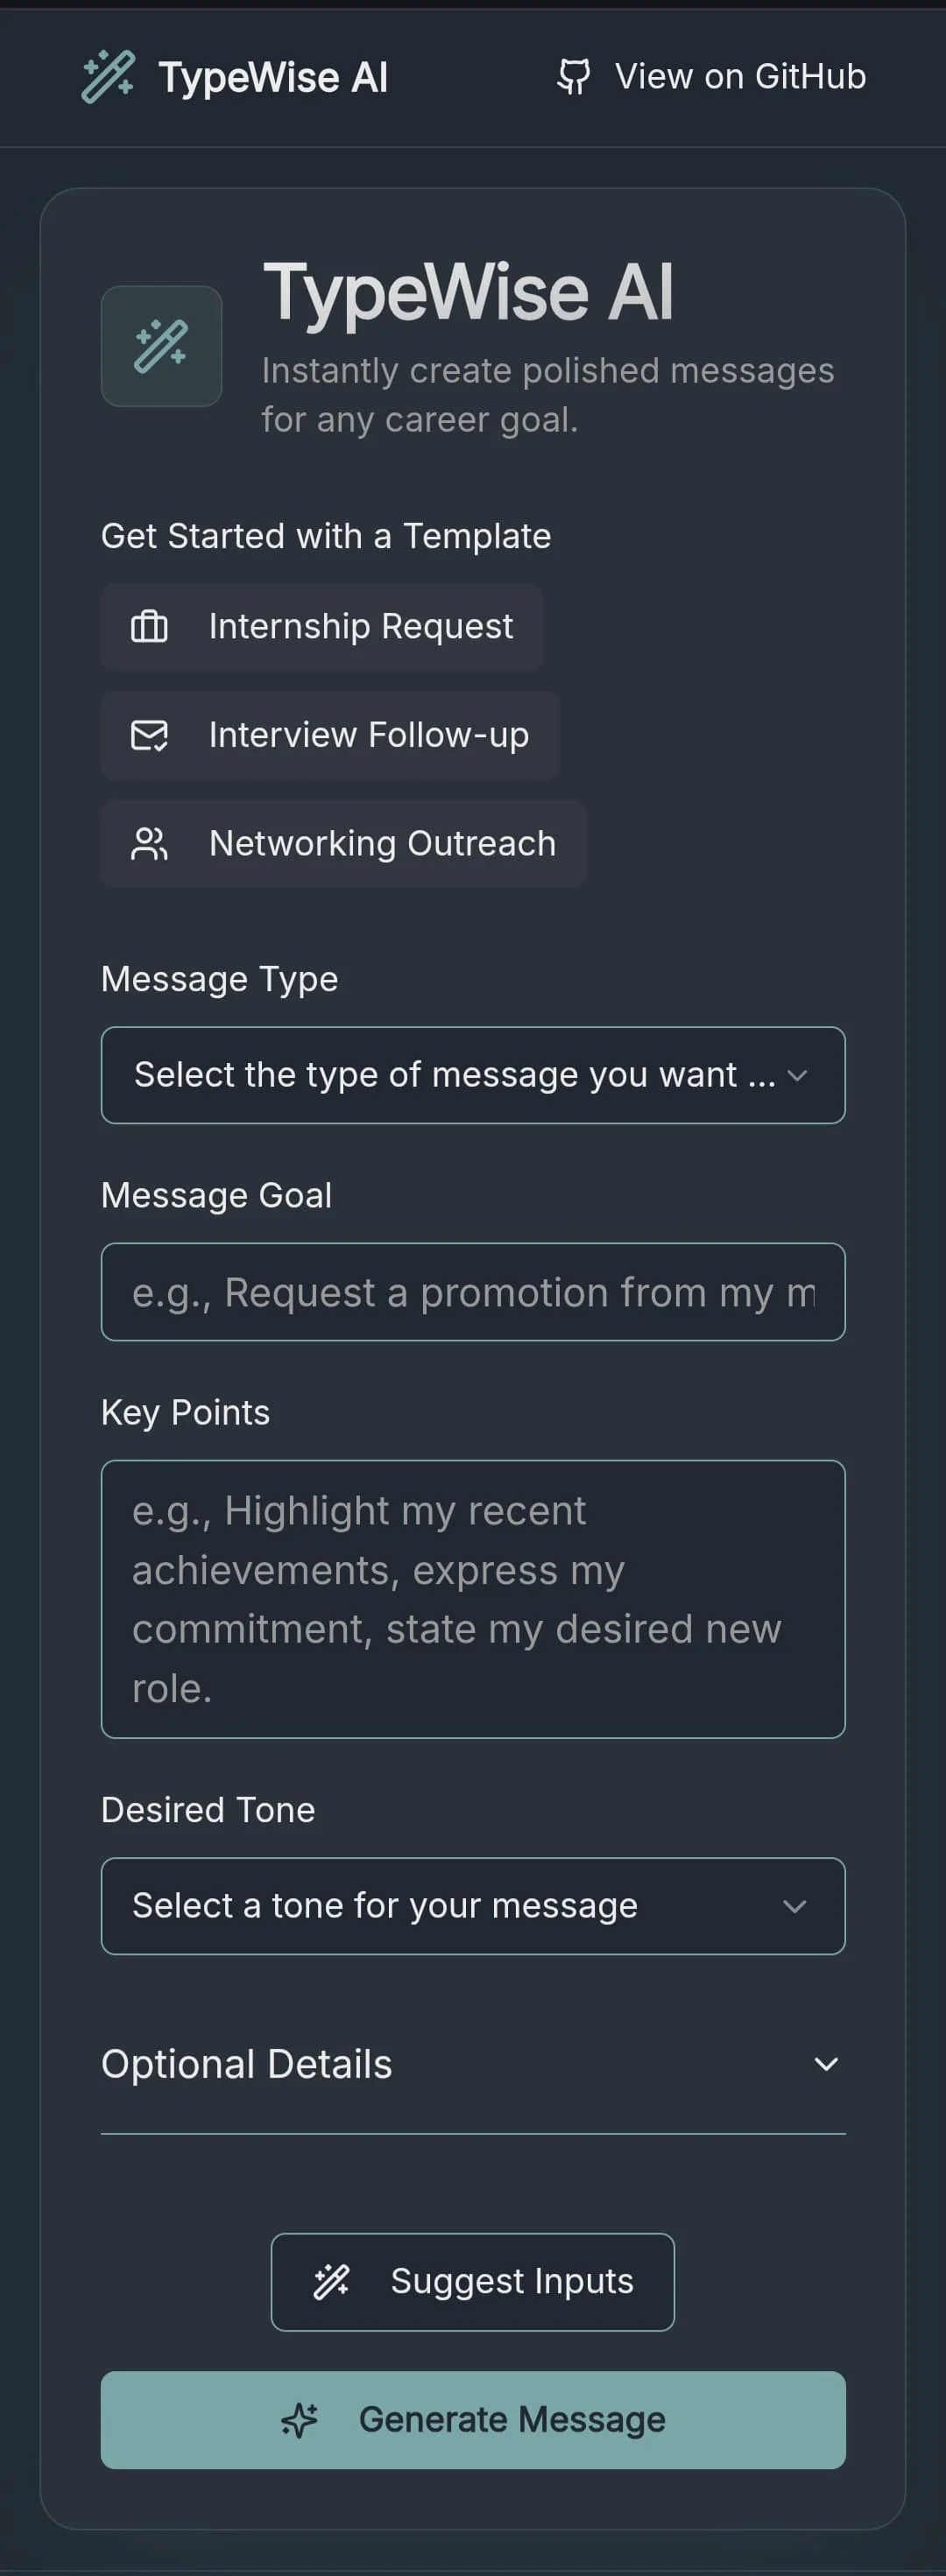 TypeWise AI
View on GitHub
TypeWise AI
Instantly create polished messages
for any career goal.
Get Started with a Template
Internship Request
Interview Follow-up
Networking Outreach
Message Type
Select the type of message you want ...
Message Goal
e.g., Request a promotion from my m
Key Points
e.g., Highlight my recent
achievements, express my
commitment, state my desired new
role.
Desired Tone
Select a tone for your message
Optional Details
Suggest Inputs
Generate Message